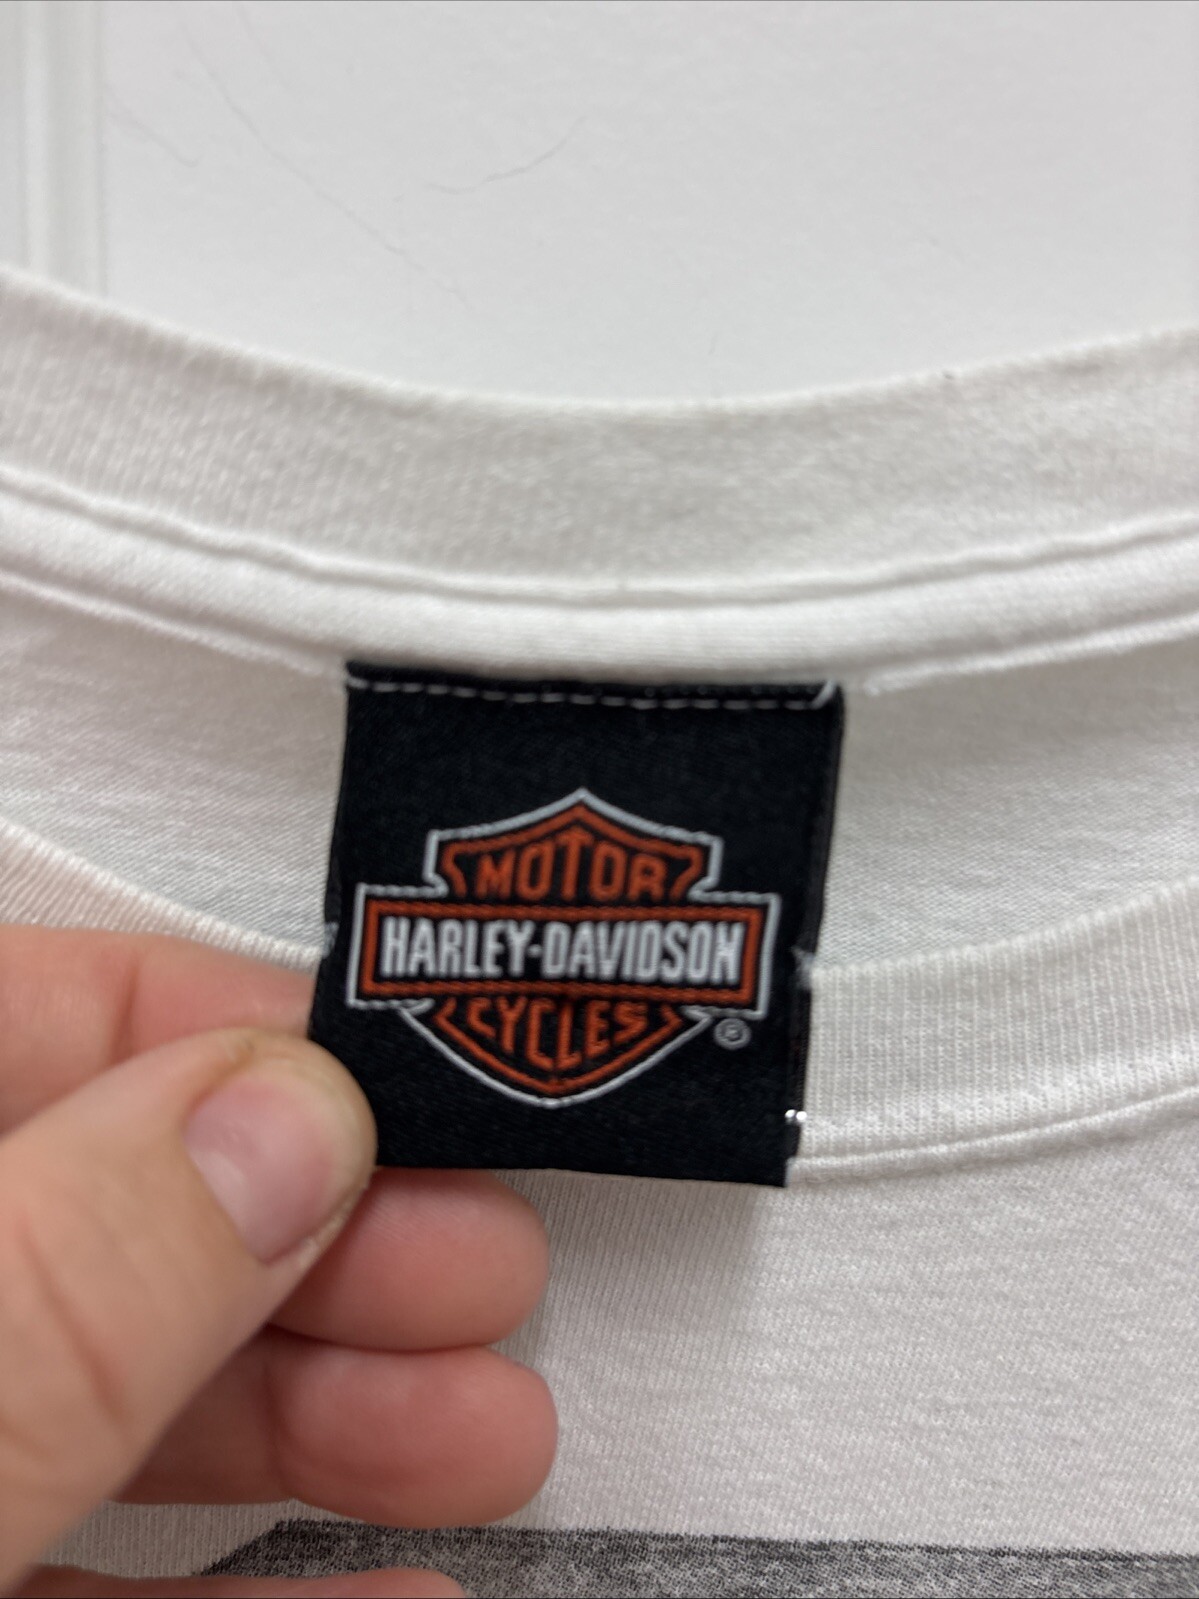 MOTOR
HARLEY-DAVIDSON
CYCLES
®